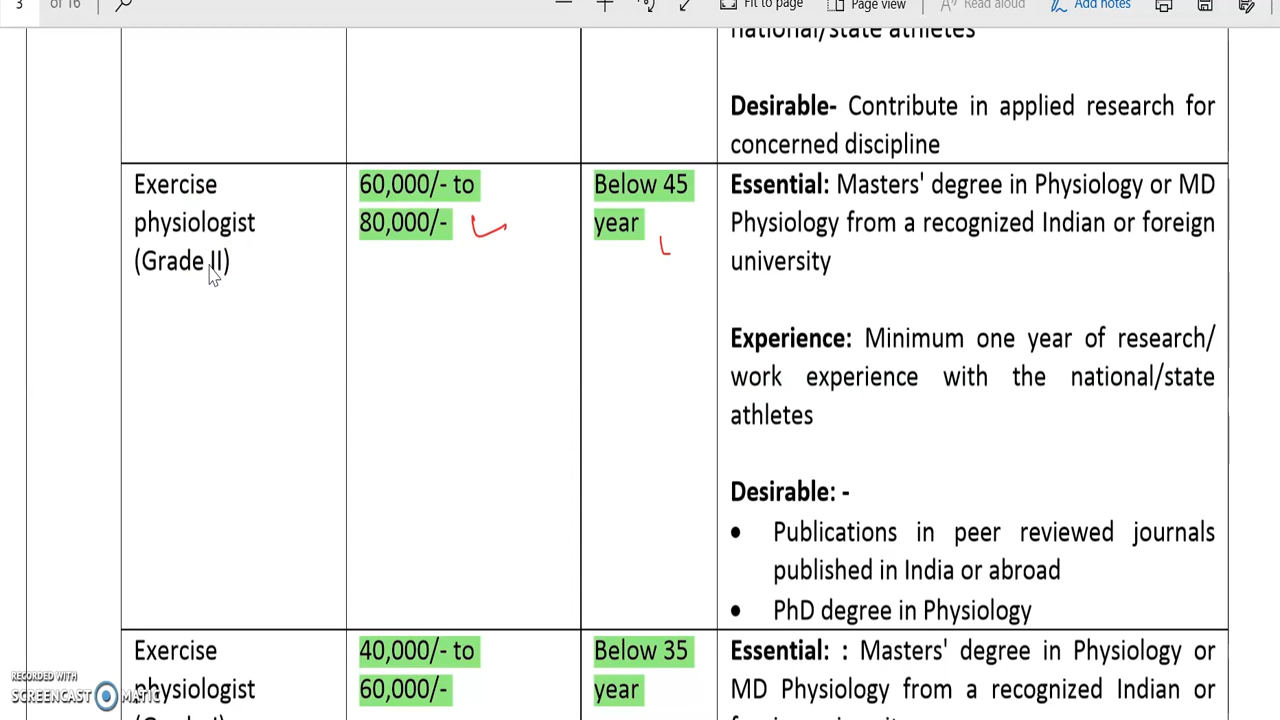 3 of 16 Fit to page Page view Read aloud Add notes
national/state athletes
Desirable- Contribute in applied research for
concerned discipline
Exercise
physiologist
(Grade II)
60,000/- to
80,000/-
Below 45
year
Essential: Masters' degree in Physiology or MD
Physiology from a recognized Indian or foreign
university
Experience: Minimum one year of research/
work experience with the national/state
athletes
Desirable: -
• Publications in peer reviewed journals
published in India or abroad
• PhD degree in Physiology
Exercise
physiologist
40,000/- to
60,000/-
Below 35
year
Essential: : Masters' degree in Physiology or
MD Physiology from a recognized Indian or
RECORDED WITH
SCREENCAST MATIC